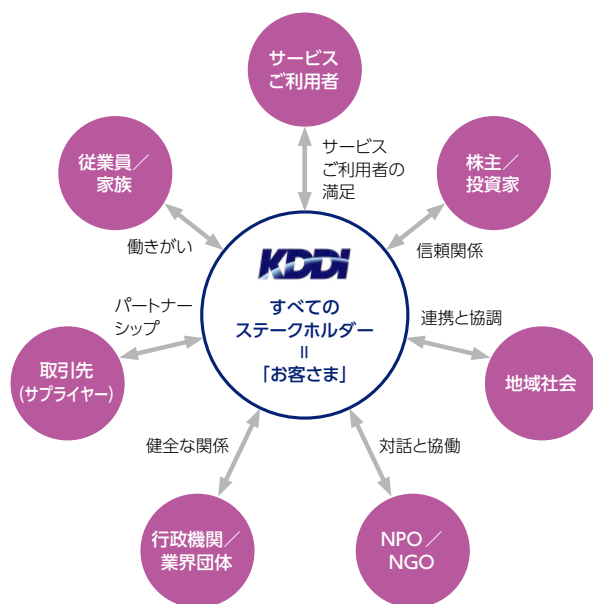 サービス
ご利用者
サービス
ご利用者の
満足
従業員／
家族
株主／
投資家
働きがい
信頼関係
KDDI
すべての
ステークホルダー
=
「お客さま」
パートナー
シップ
連携と協調
取引先
(サプライヤー)
地域社会
健全な関係
対話と協働
行政機関／
業界団体
NPO／
NGO